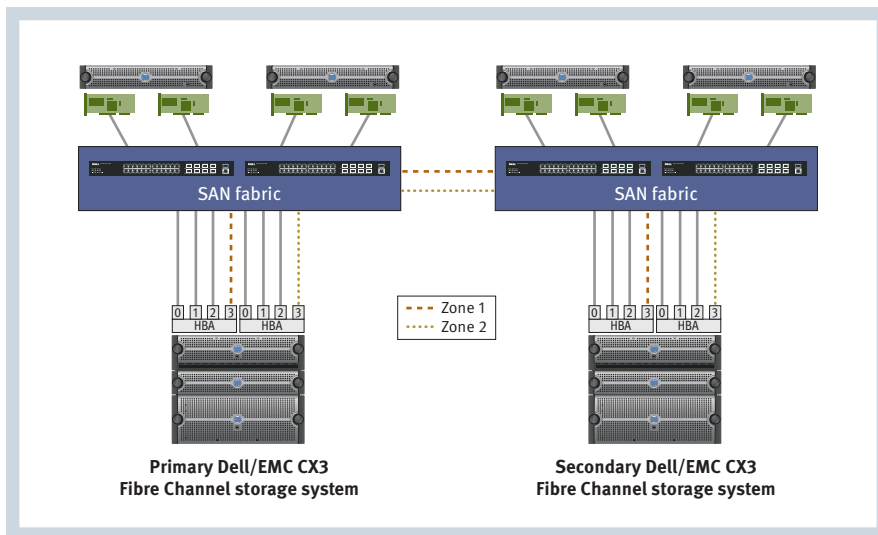 SAN fabric
SAN fabric
0 1 2 3 0 1 2 3
HBA HBA
0 1 2 3 0 1 2 3
HBA HBA
Zone 1
Zone 2
Primary Dell/EMC CX3
Fibre Channel storage system
Secondary Dell/EMC CX3
Fibre Channel storage system